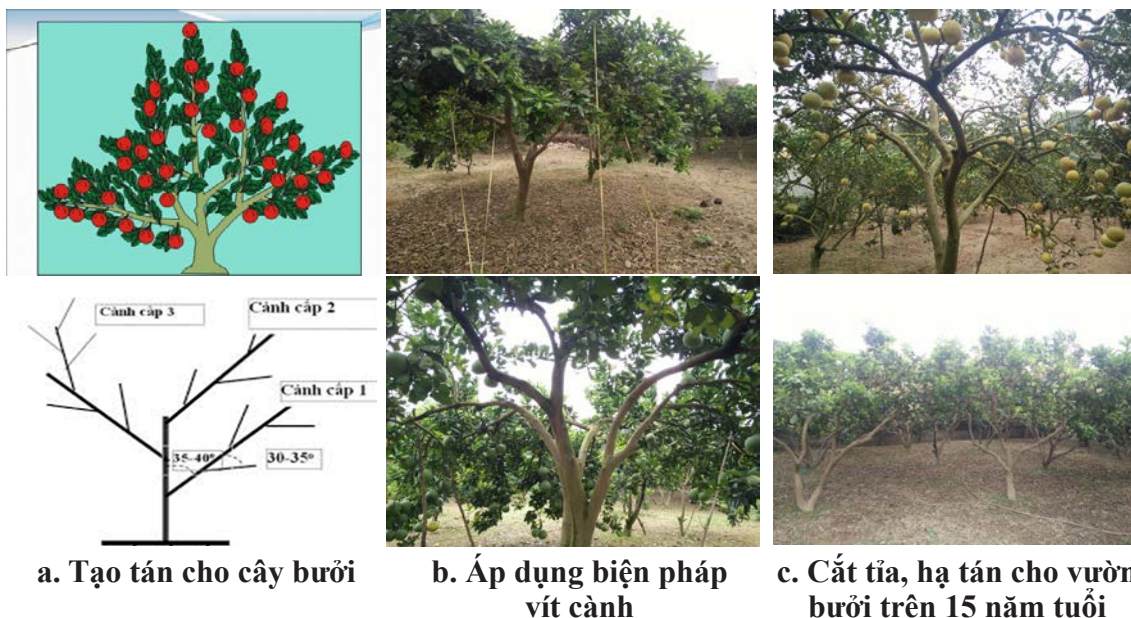 Cành cấp 3
Cành cấp 2
Cành cấp 1
35-40°
30-35°
a. Tạo tán cho cây bưởi
b. Áp dụng biện pháp
vít cành
c. Cắt tỉa, hạ tán cho vườn
bưởi trên 15 năm tuổi